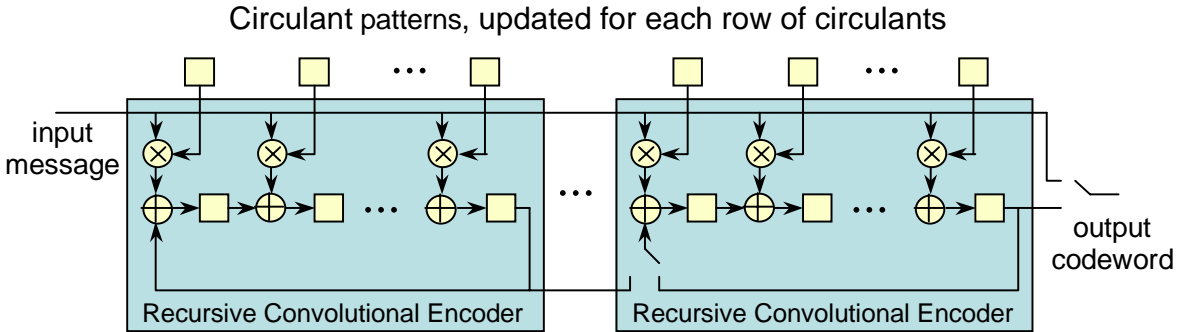 Circulant patterns, updated for each row of circulants
input
message
output
codeword
Recursive Convolutional Encoder
Recursive Convolutional Encoder